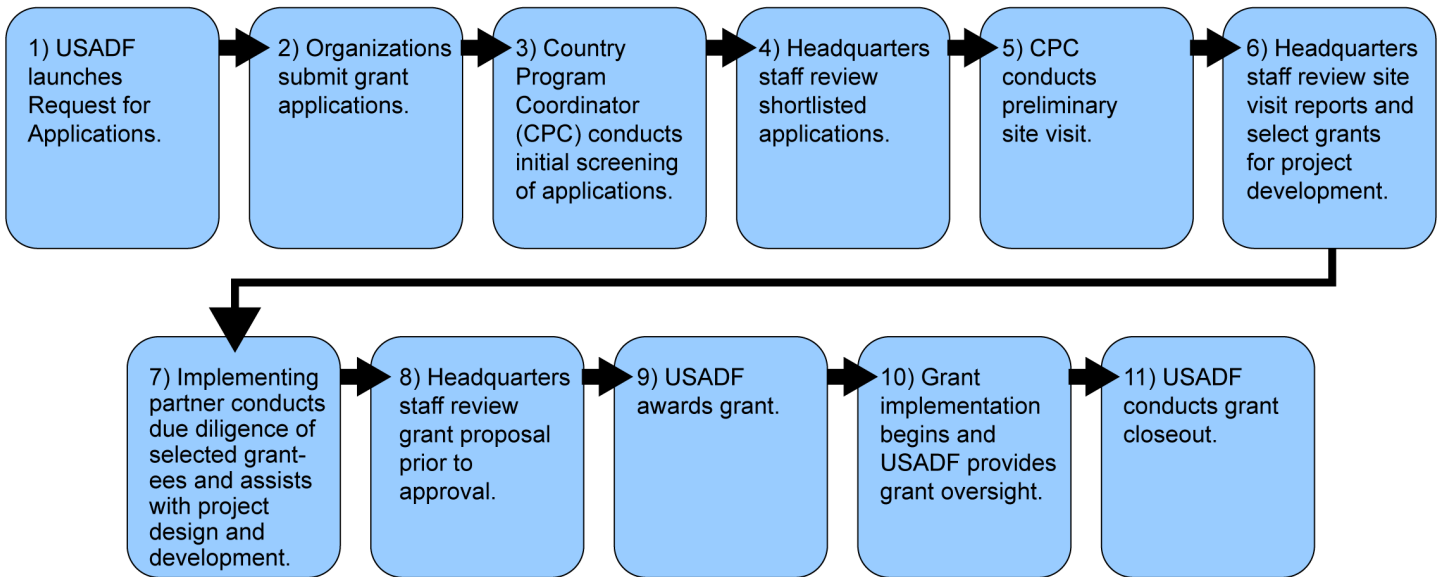 1) USADF
launches
Request for
Applications.
2) Organizations
submit grant
applications.
3) Country
Program
Coordinator
(CPC) conducts
initial screening
of applications.
4) Headquarters
staff review
shortlisted
applications.
5) CPC
conducts
preliminary
site visit.
6) Headquarters
staff review site
visit reports and
select grants
for project
development.
7) Implementing
partner conducts
due diligence of
selected grant-
ees and assists
with project
design and
development.
8) Headquarters
staff review
grant proposal
prior to
approval.
9) USADF
awards grant.
10) Grant
implementation
begins and
USADF provides
grant oversight.
11) USADF
conducts grant
closeout.